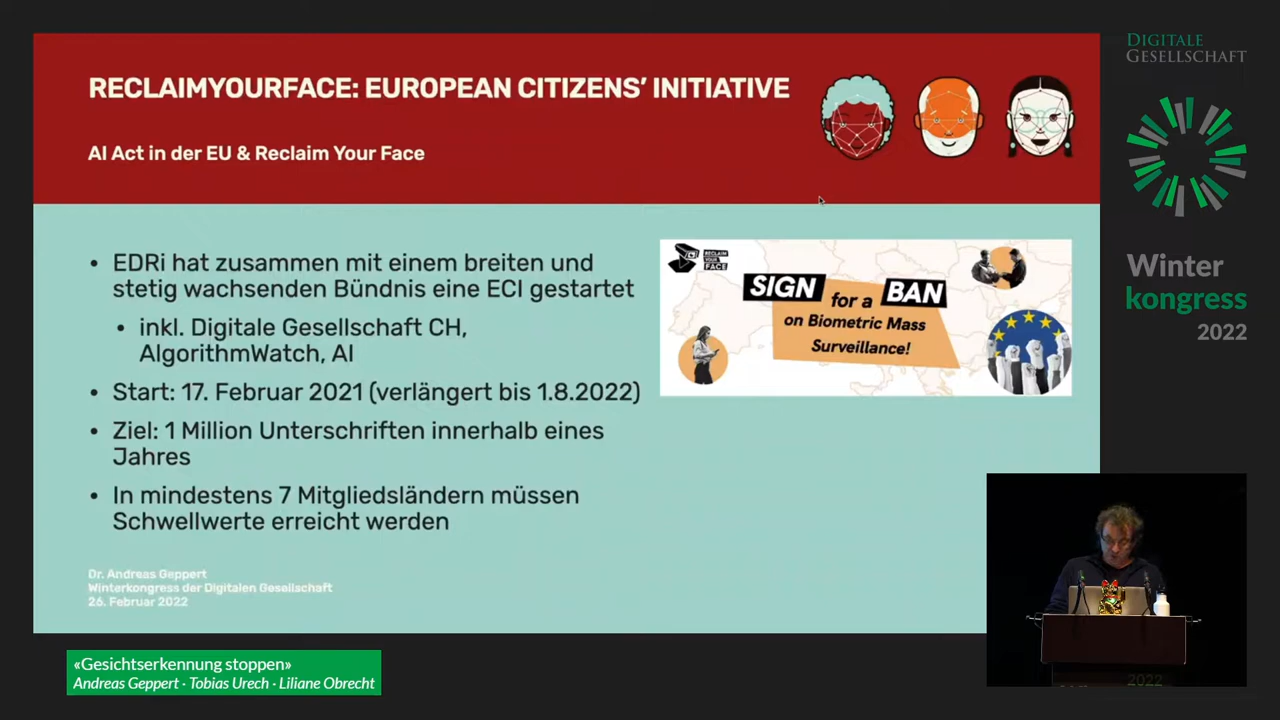 RECLAIMYOURFACE: EUROPEAN CITIZENS' INITIATIVE
AI Act in der EU & Reclaim Your Face
• EDRi hat zusammen mit einem breiten und
stetig wachsenden Bündnis eine ECI gestartet
• inkl. Digitale Gesellschaft CH,
AlgorithmWatch, AI
• Start: 17. Februar 2021 (verlängert bis 1.8.2022)
• Ziel: 1 Million Unterschriften innerhalb eines
Jahres
• In mindestens 7 Mitgliedsländern müssen
Schwellwerte erreicht werden
RECLAIM
YOUR
FACE
SIGN for a BAN
on Biometric Mass
Surveillance!
Dr. Andreas Geppert
Winterkongress der Digitalen Gesellschaft
26. Februar 2022
DIGITALE
GESELLSCHAFT
Winter
kongress
2022
2022
«Gesichtserkennung stoppen»
Andreas Geppert · Tobias Urech · Liliane Obrecht